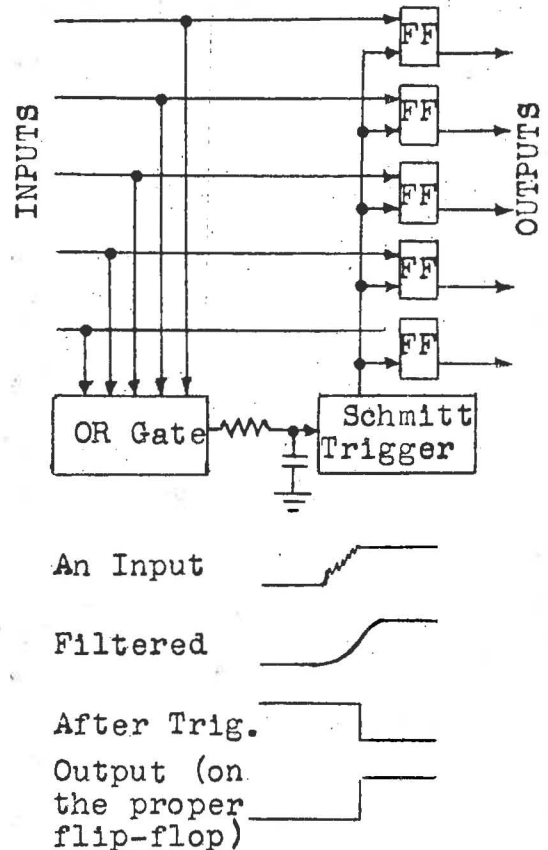 INPUTS
FF
FF
FF
FF
FF
OUTPUTS
OR Gate
Schmitt
Trigger
An Input
Filtered
After Trig.
Output (on
the proper
flip-flop)